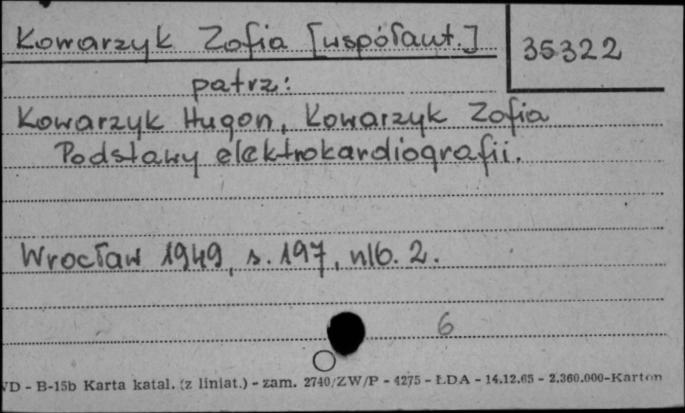 Kowarzyk Zofia [współaut.]
35322
patrz:
Kowarzyk Hugon, Kowarzyk Zofia
Podstawy elektrokardiografii.
Wrocław 1949, s. 197, nlb. 2.
6
WD - B-15b Karta katal. (z liniat.) - zam. 2740/ZW/P - 4275 - ŁDA - 14.12.65 - 2.360.000-Karton